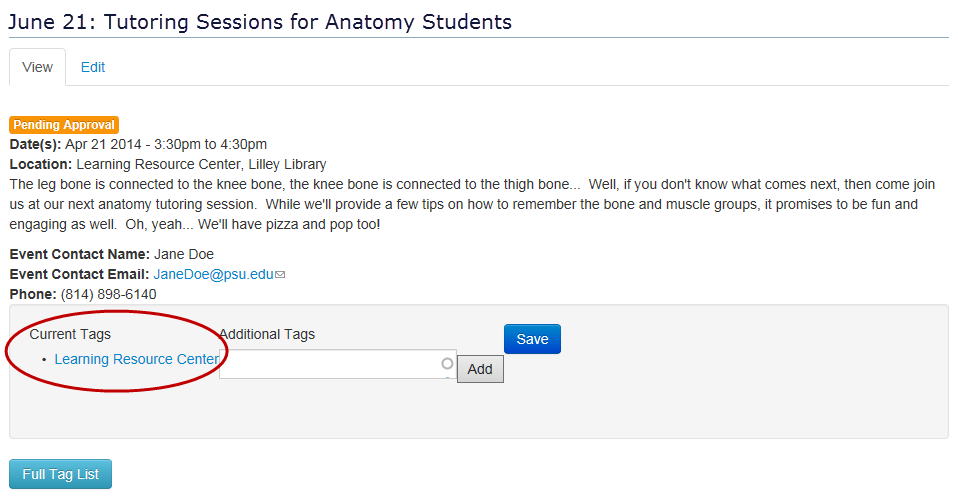 June 21: Tutoring Sessions for Anatomy Students
View Edit
Pending Approval
Date(s): Apr 21 2014 - 3:30pm to 4:30pm
Location: Learning Resource Center, Lilley Library
The leg bone is connected to the knee bone, the knee bone is connected to the thigh bone...  Well, if you don't know what comes next, then come join
us at our next anatomy tutoring session.  While we'll provide a few tips on how to remember the bone and muscle groups, it promises to be fun and
engaging as well.  Oh, yeah... We'll have pizza and pop too!
Event Contact Name: Jane Doe
Event Contact Email: JaneDoe@psu.edu
Phone: (814) 898-6140
Current Tags Additional Tags Save
• Learning Resource Center Add
Full Tag List